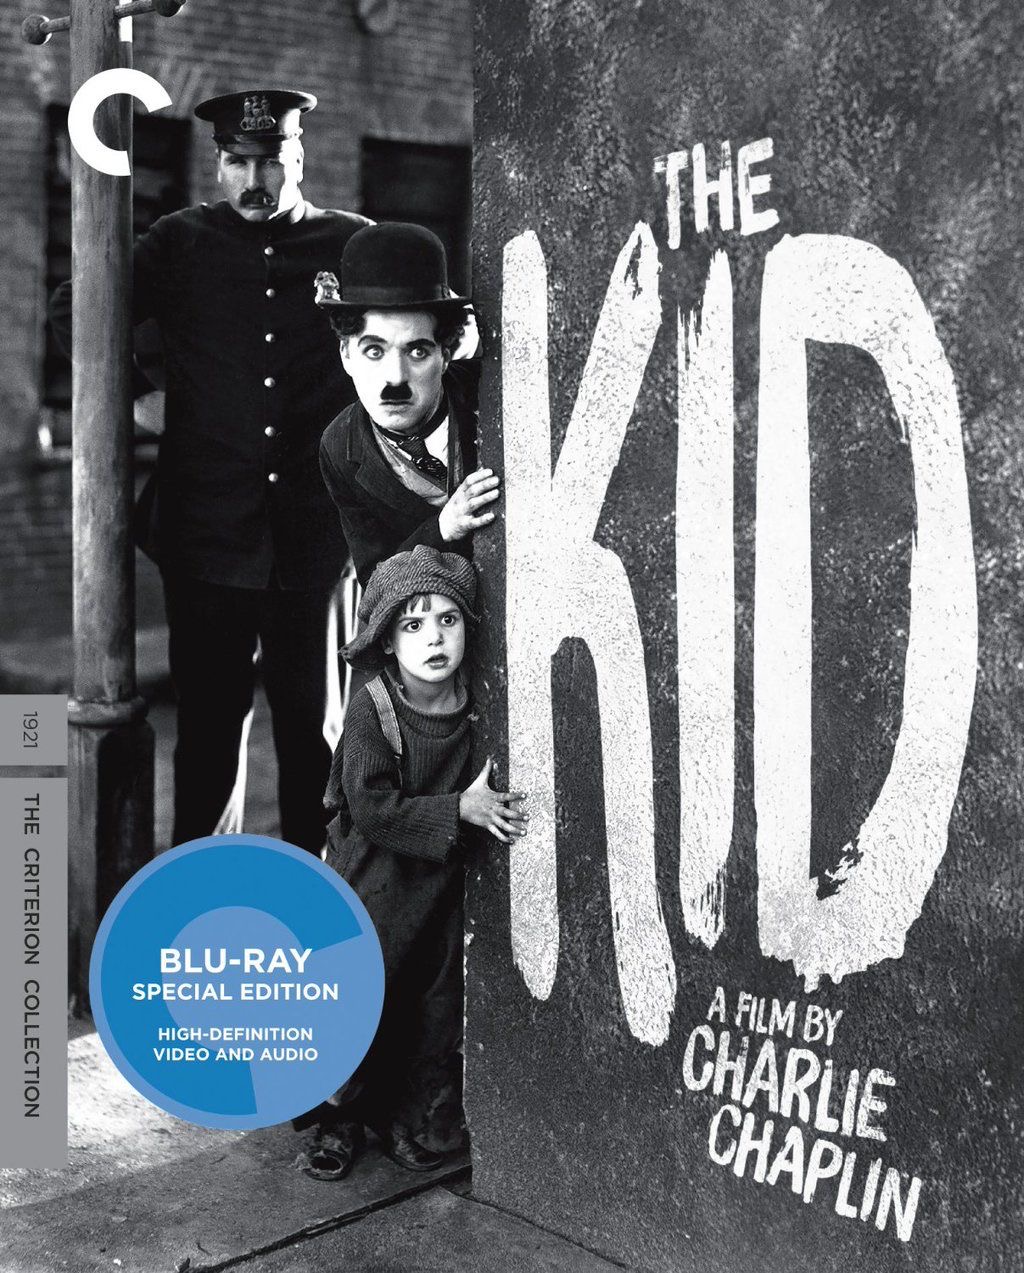 THE
KID
A FILM BY
CHARLIE
CHAPLIN
1921
THE CRITERION COLLECTION
BLU-RAY
SPECIAL EDITION
HIGH-DEFINITION
VIDEO AND AUDIO